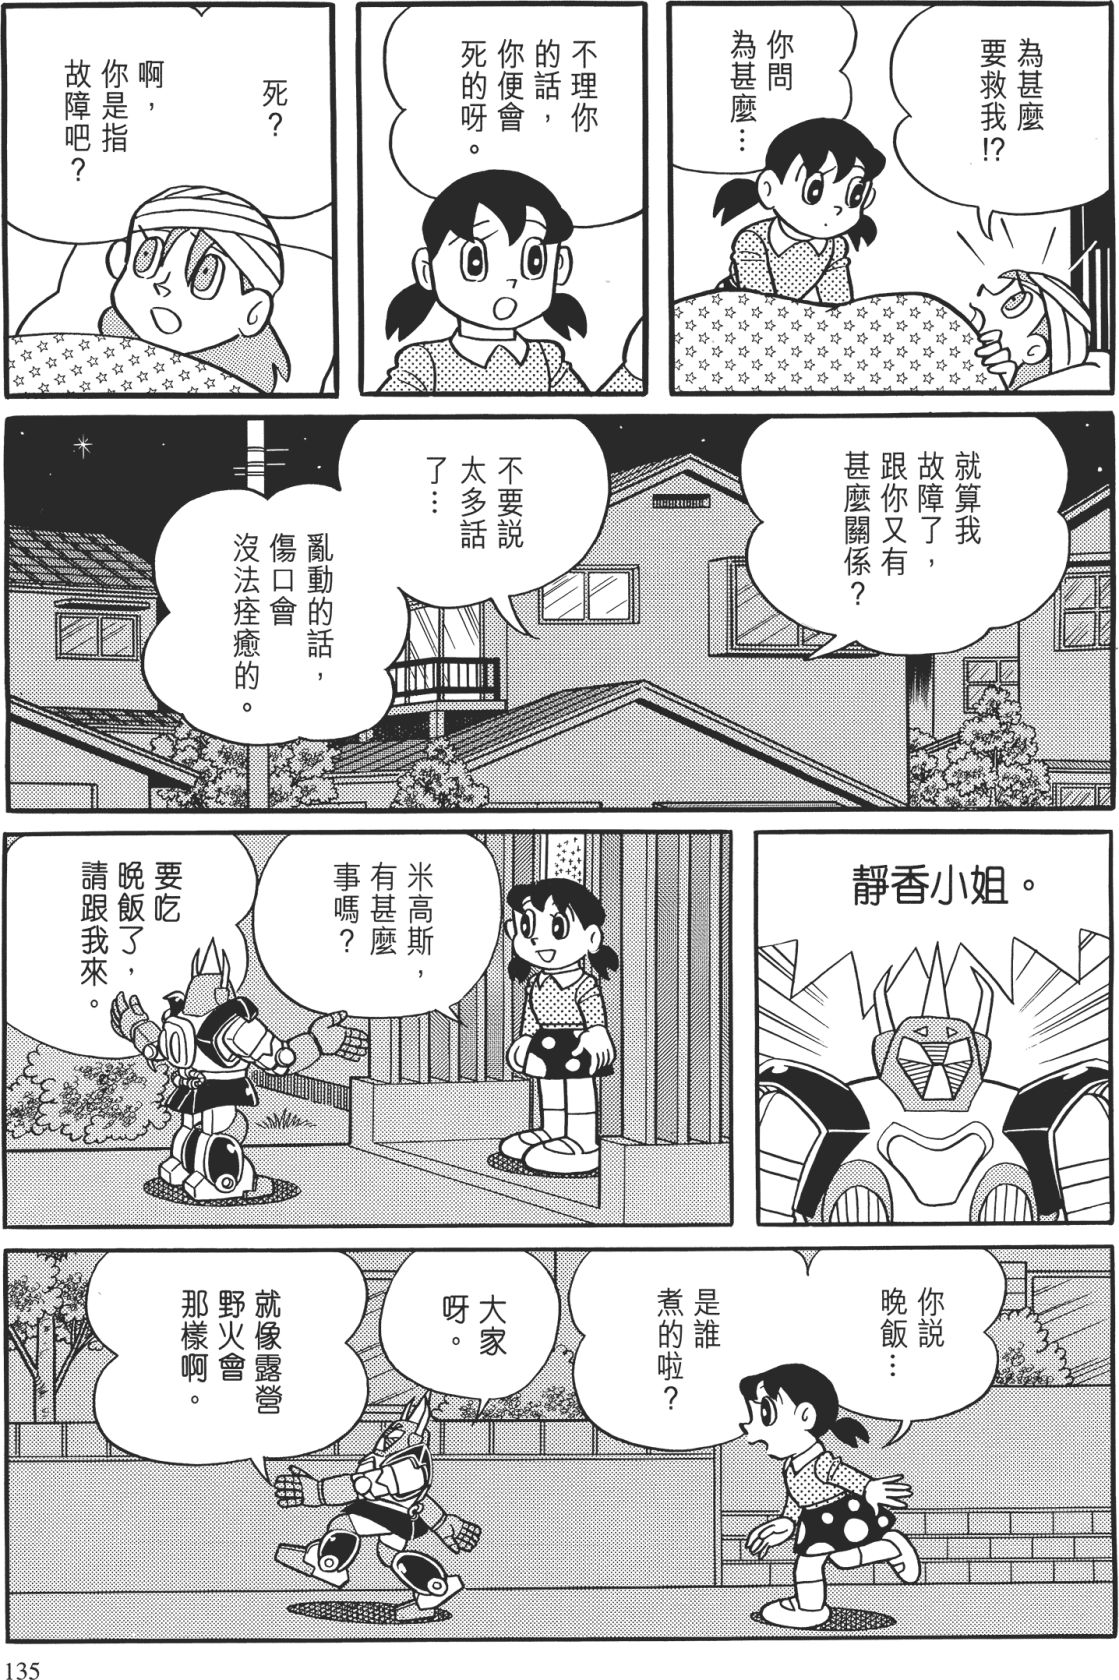 為甚麼
要救我!?
你問
為甚麼…
不理你
的話，
你便會
死的呀。
死？
啊，
你是指
故障吧？
就算我
故障了，
跟你又有
甚麼關係？
不要説
太多話
了…
亂動的話，
傷口會
沒法痊癒的。
靜香小姐。
米高斯，
有甚麼
事嗎？
要吃
晚飯了，
請跟我來。
你説
晚飯…
是誰
煮的啦？
大家
呀。
就像露營
野火會
那樣啊。
135